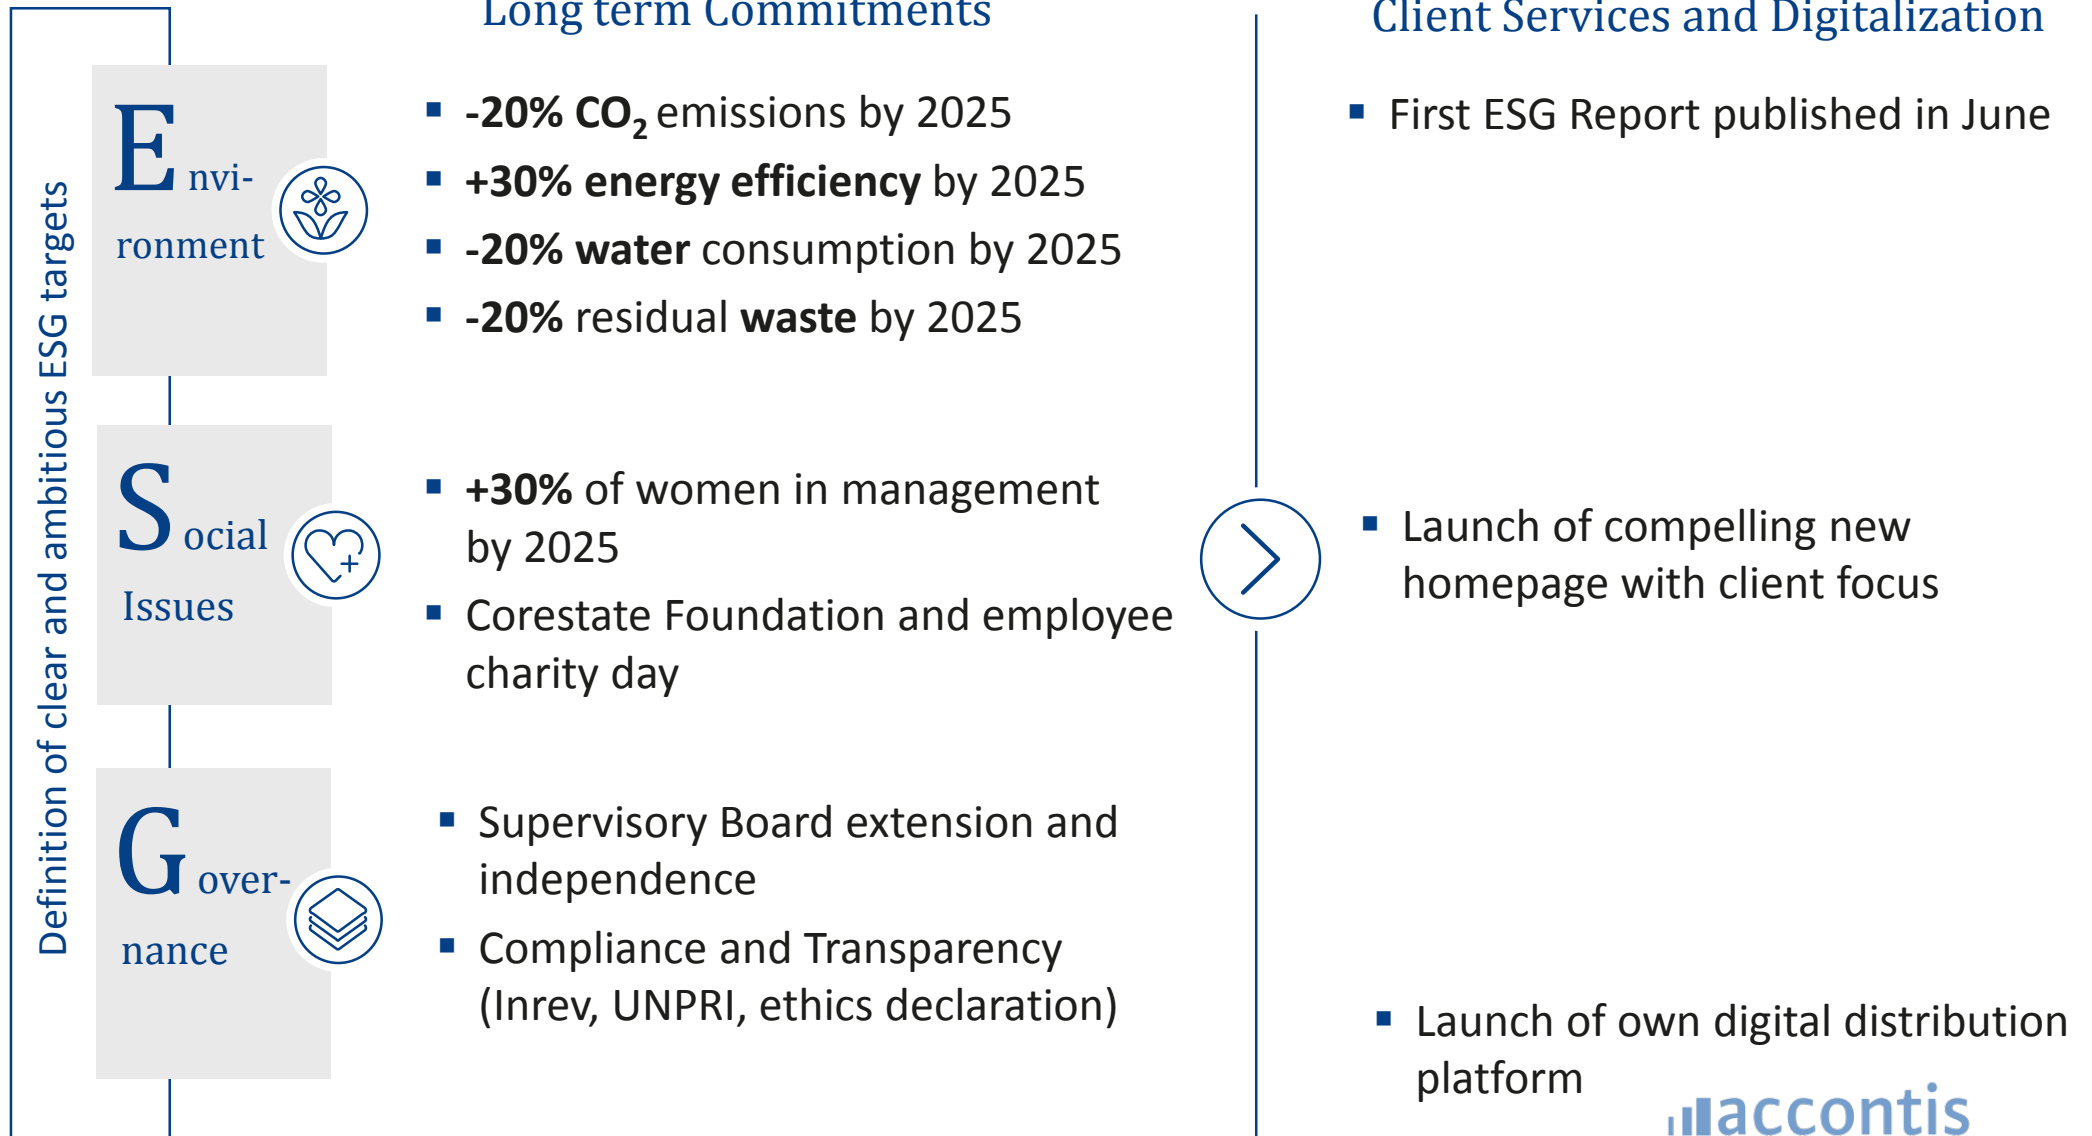 Long term Commitments
Client Services and Digitalization
Definition of clear and ambitious ESG targets
Envi-
ronment
▪ -20% CO₂ emissions by 2025
▪ +30% energy efficiency by 2025
▪ -20% water consumption by 2025
▪ -20% residual waste by 2025
Social
Issues
▪ +30% of women in management
by 2025
▪ Corestate Foundation and employee
charity day
Gover-
nance
▪ Supervisory Board extension and
independence
▪ Compliance and Transparency
(Inrev, UNPRI, ethics declaration)
▪ First ESG Report published in June
▪ Launch of compelling new
homepage with client focus
▪ Launch of own digital distribution
platform
accontis